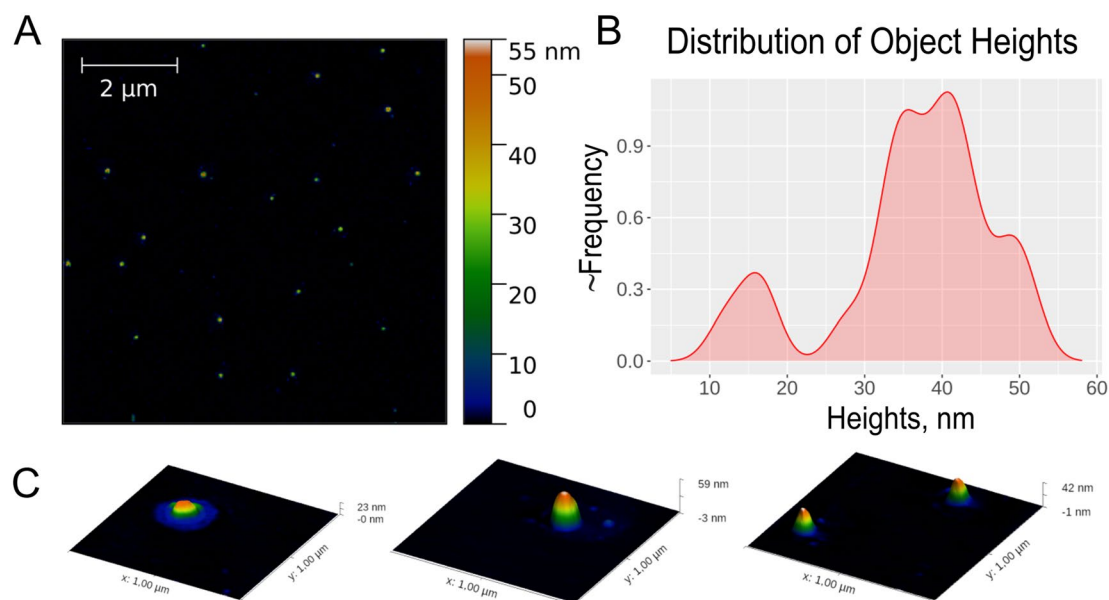 A
2 µm
55 nm
50
40
30
20
10
0
B
Distribution of Object Heights
~Frequency
0.9
0.6
0.3
0.0
10 20 30 40 50 60
Heights, nm
C
23 nm
-0 nm
x: 1.00 µm
y: 1.00 µm
59 nm
-3 nm
x: 1.00 µm
y: 1.00 µm
42 nm
-1 nm
x: 1.00 µm
y: 1.00 µm